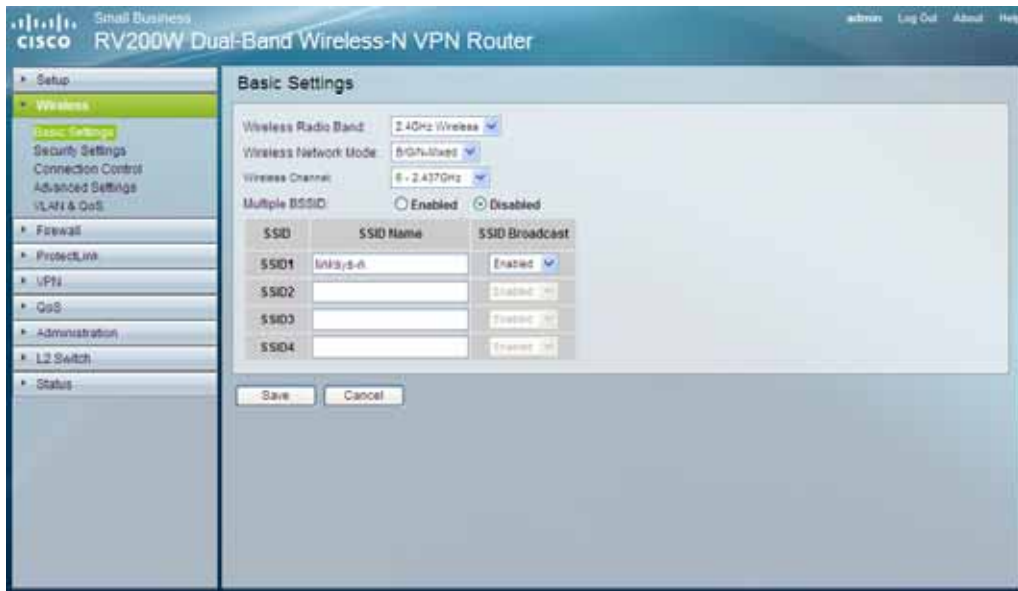 Small Business
CISCO RV200W Dual-Band Wireless-N VPN Router
admin Log Out About Help
Setup
Wireless
Basic Settings
Security Settings
Connection Control
Advanced Settings
VLAN & QoS
Firewall
ProtectLink
VPN
QoS
Administration
L2 Switch
Status
Basic Settings
Wireless Radio Band: 2.4GHz Wireless
Wireless Network Mode: B/G/N-Mixed
Wireless Channel: 6 - 2.437GHz
Multiple BSSID: Enabled Disabled
SSID SSID Name SSID Broadcast
SSID1 linksys-n Enabled
SSID2 Enabled
SSID3 Enabled
SSID4 Enabled
Save Cancel